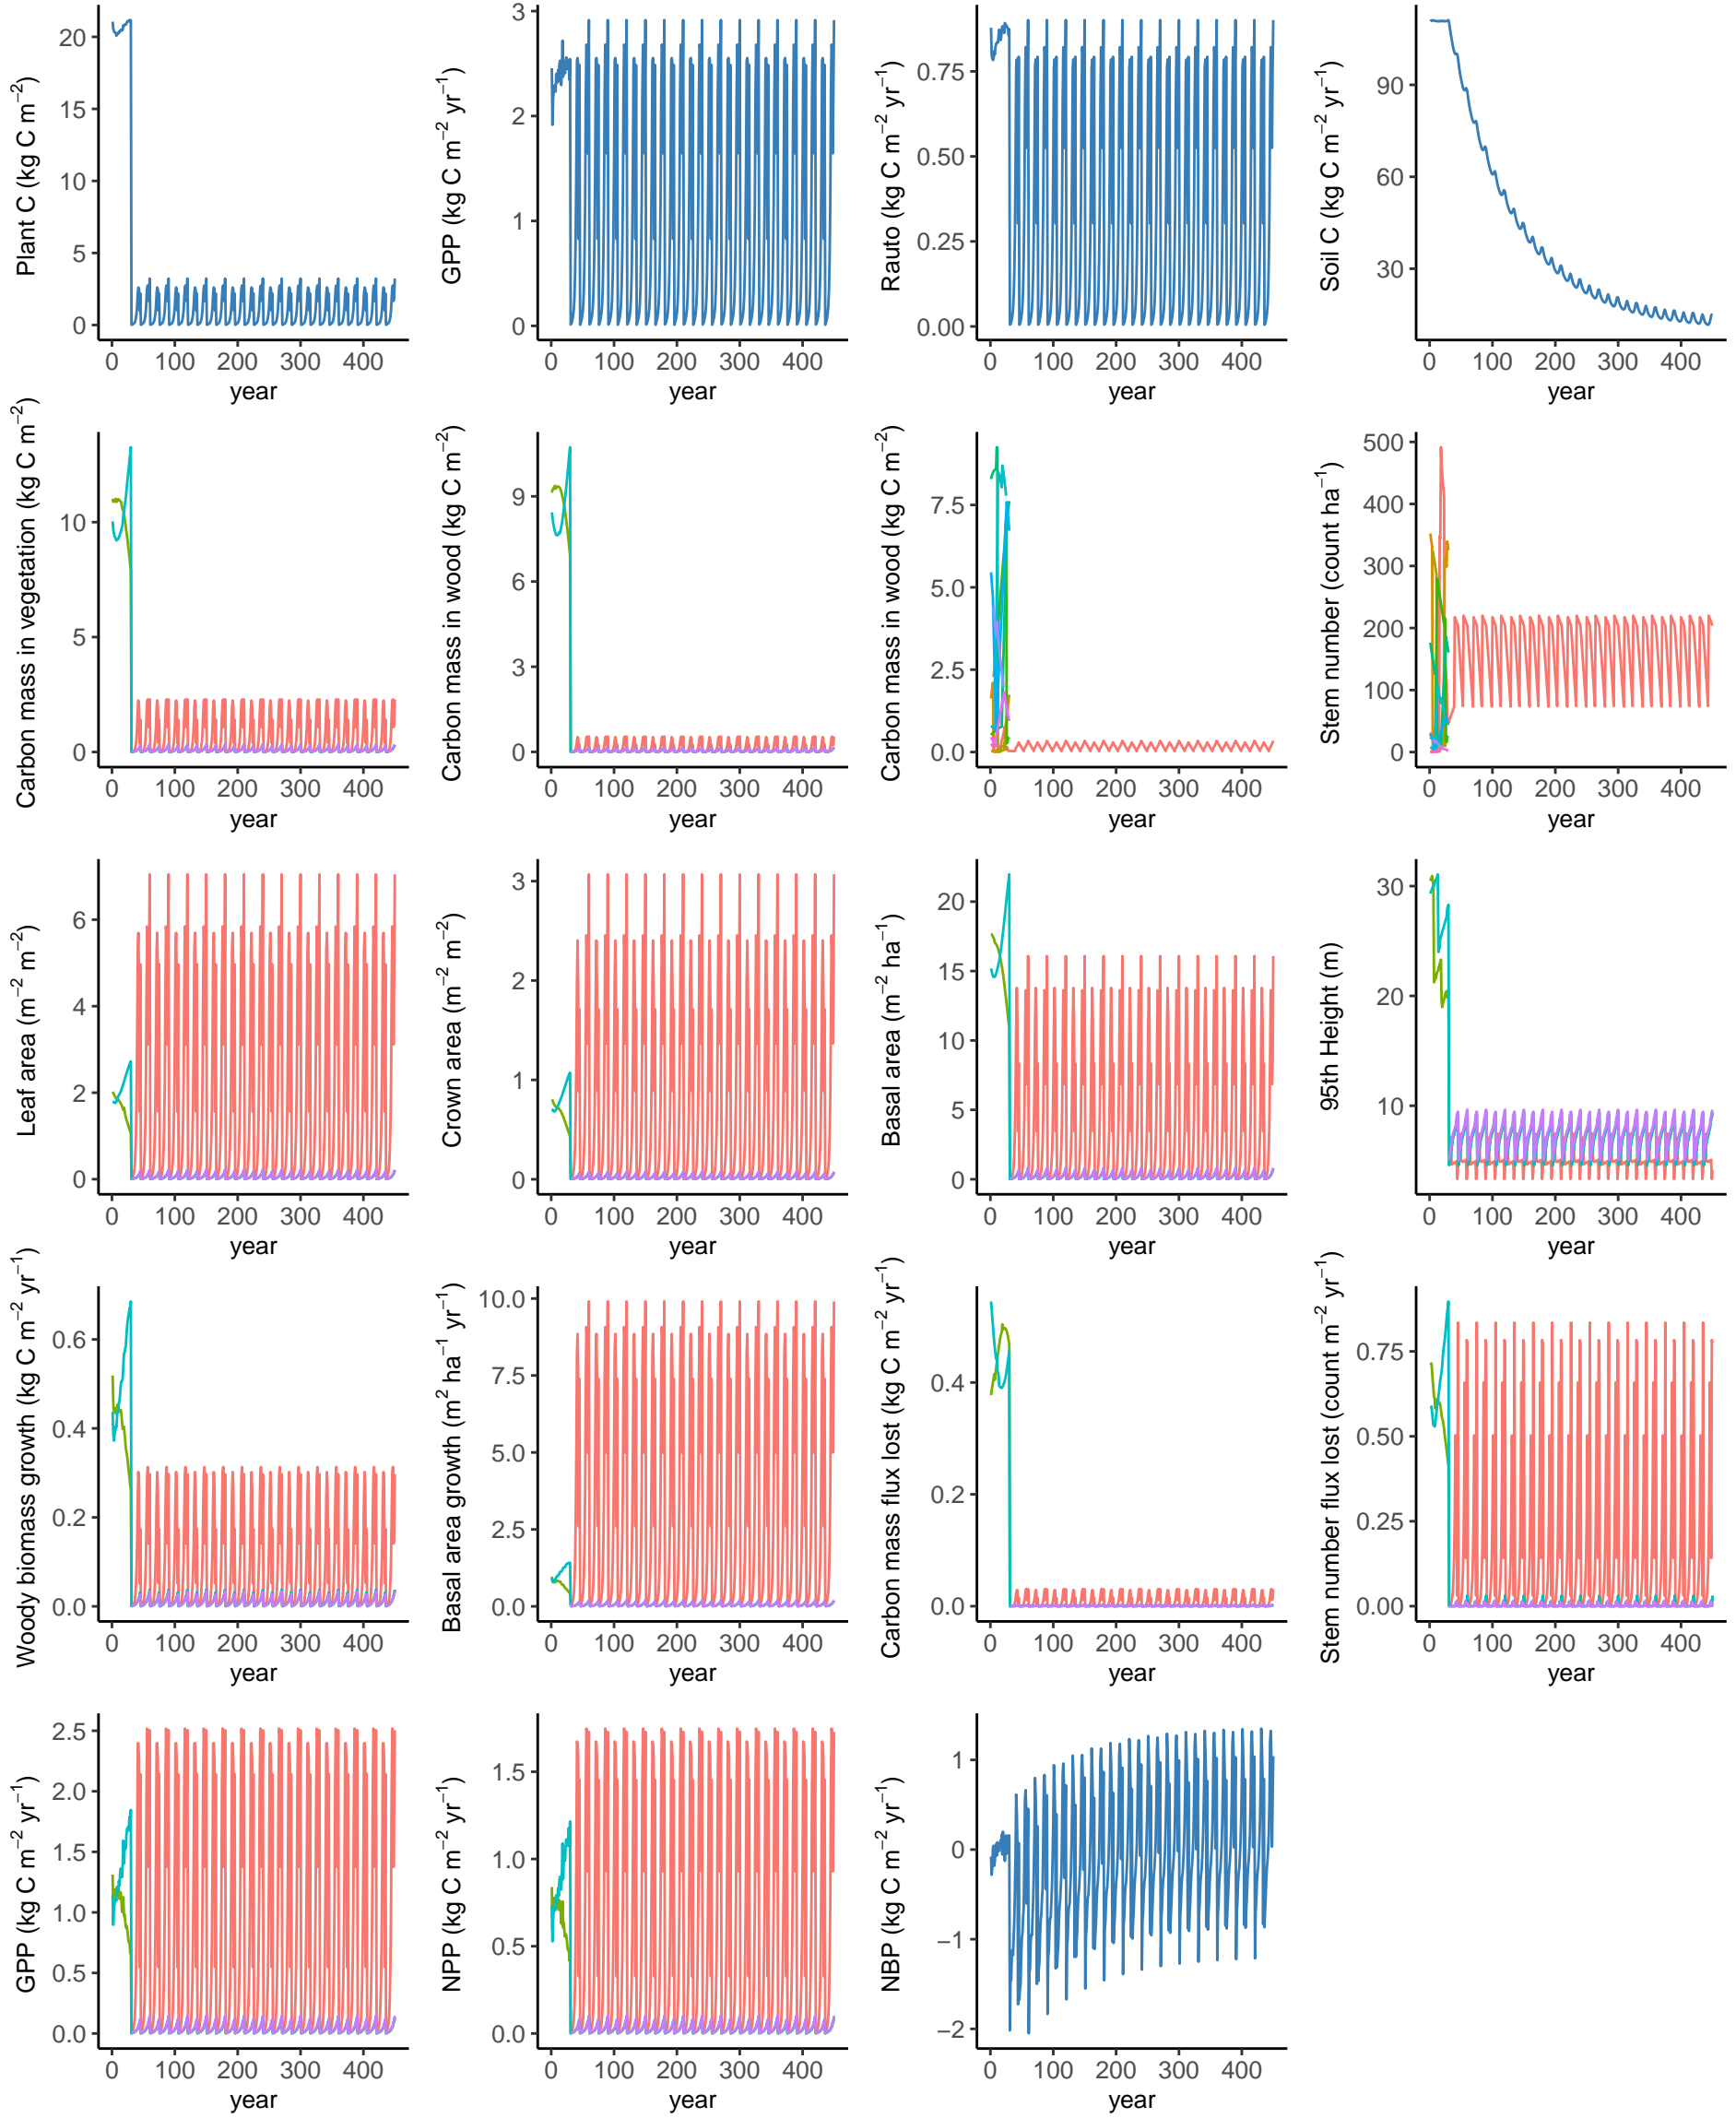 Plant C (kg C m⁻²)
20
15
10
5
0
0 100 200 300 400
year
GPP (kg C m⁻² yr⁻¹)
3
2
1
0
0 100 200 300 400
year
Rauto (kg C m⁻² yr⁻¹)
0.75
0.50
0.25
0.00
0 100 200 300 400
year
Soil C (kg C m⁻² yr⁻¹)
90
60
30
0 100 200 300 400
year
Carbon mass in vegetation (kg C m⁻²)
10
5
0
0 100 200 300 400
year
Carbon mass in wood (kg C m⁻²)
9
6
3
0
0 100 200 300 400
year
Carbon mass in wood (kg C m⁻²)
7.5
5.0
2.5
0.0
0 100 200 300 400
year
Stem number (count ha⁻¹)
500
400
300
200
100
0
0 100 200 300 400
year
Leaf area (m⁻² m⁻²)
6
4
2
0
0 100 200 300 400
year
Crown area (m⁻² m⁻²)
3
2
1
0
0 100 200 300 400
year
Basal area (m⁻² ha⁻¹)
20
15
10
5
0
0 100 200 300 400
year
95th Height (m)
30
20
10
0 100 200 300 400
year
Woody biomass growth (kg C m⁻² yr⁻¹)
0.6
0.4
0.2
0.0
0 100 200 300 400
year
Basal area growth (m² ha⁻¹ yr⁻¹)
10.0
7.5
5.0
2.5
0.0
0 100 200 300 400
year
Carbon mass flux lost (kg C m⁻² yr⁻¹)
0.4
0.2
0.0
0 100 200 300 400
year
Stem number flux lost (count m⁻² yr⁻¹)
0.75
0.50
0.25
0.00
0 100 200 300 400
year
GPP (kg C m⁻² yr⁻¹)
2.5
2.0
1.5
1.0
0.5
0.0
0 100 200 300 400
year
NPP (kg C m⁻² yr⁻¹)
1.5
1.0
0.5
0.0
0 100 200 300 400
year
NBP (kg C m⁻² yr⁻¹)
1
0
−1
−2
0 100 200 300 400
year